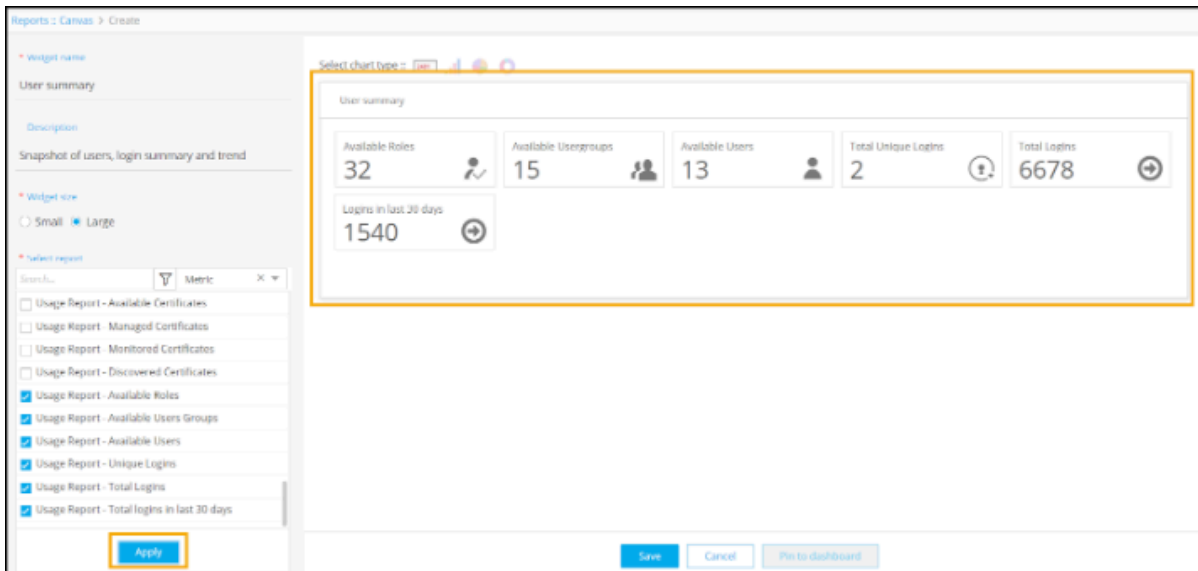 Reports :: Canvas > Create
* Widget name
User summary
Description
Snapshot of users, login summary and trend
* Widget size
Small Large
* Select report
Search... Metric
Usage Report - Available Certificates
Usage Report - Managed Certificates
Usage Report - Monitored Certificates
Usage Report - Discovered Certificates
Usage Report - Available Roles
Usage Report - Available Users Groups
Usage Report - Available Users
Usage Report - Unique Logins
Usage Report - Total Logins
Usage Report - Total logins in last 30 days
Apply
Select chart type ::
User summary
Available Roles
32
Available Usergroups
15
Available Users
13
Total Unique Logins
2
Total Logins
6678
Logins in last 30 days
1540
Save Cancel Pin to dashboard